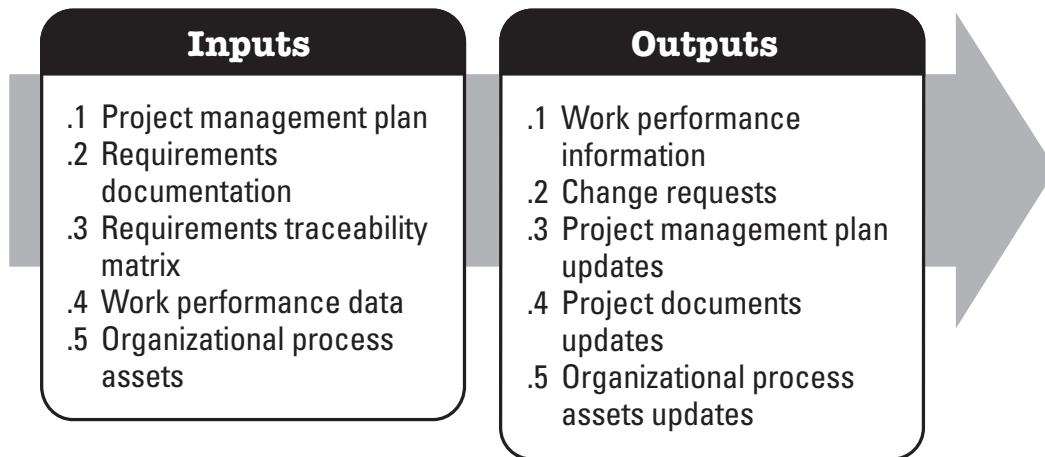 Inputs
.1 Project management plan
.2 Requirements
documentation
.3 Requirements traceability
matrix
.4 Work performance data
.5 Organizational process
assets
Outputs
.1 Work performance
information
.2 Change requests
.3 Project management plan
updates
.4 Project documents
updates
.5 Organizational process
assets updates